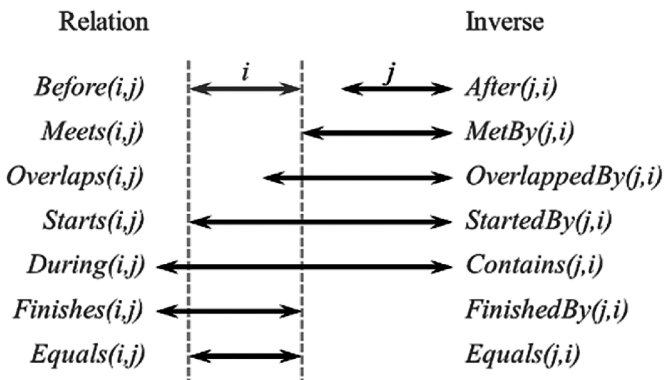 Relation Inverse
Before(i,j) i j After(j,i)
Meets(i,j) MetBy(j,i)
Overlaps(i,j) OverlappedBy(j,i)
Starts(i,j) StartedBy(j,i)
During(i,j) Contains(j,i)
Finishes(i,j) FinishedBy(j,i)
Equals(i,j) Equals(j,i)